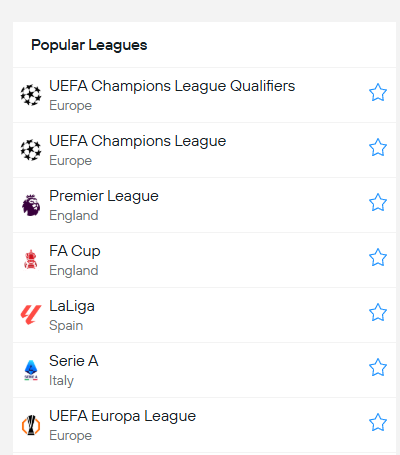 Popular Leagues
UEFA Champions League Qualifiers
Europe
UEFA Champions League
Europe
Premier League
England
FA Cup
England
LaLiga
Spain
Serie A
Italy
UEFA Europa League
Europe